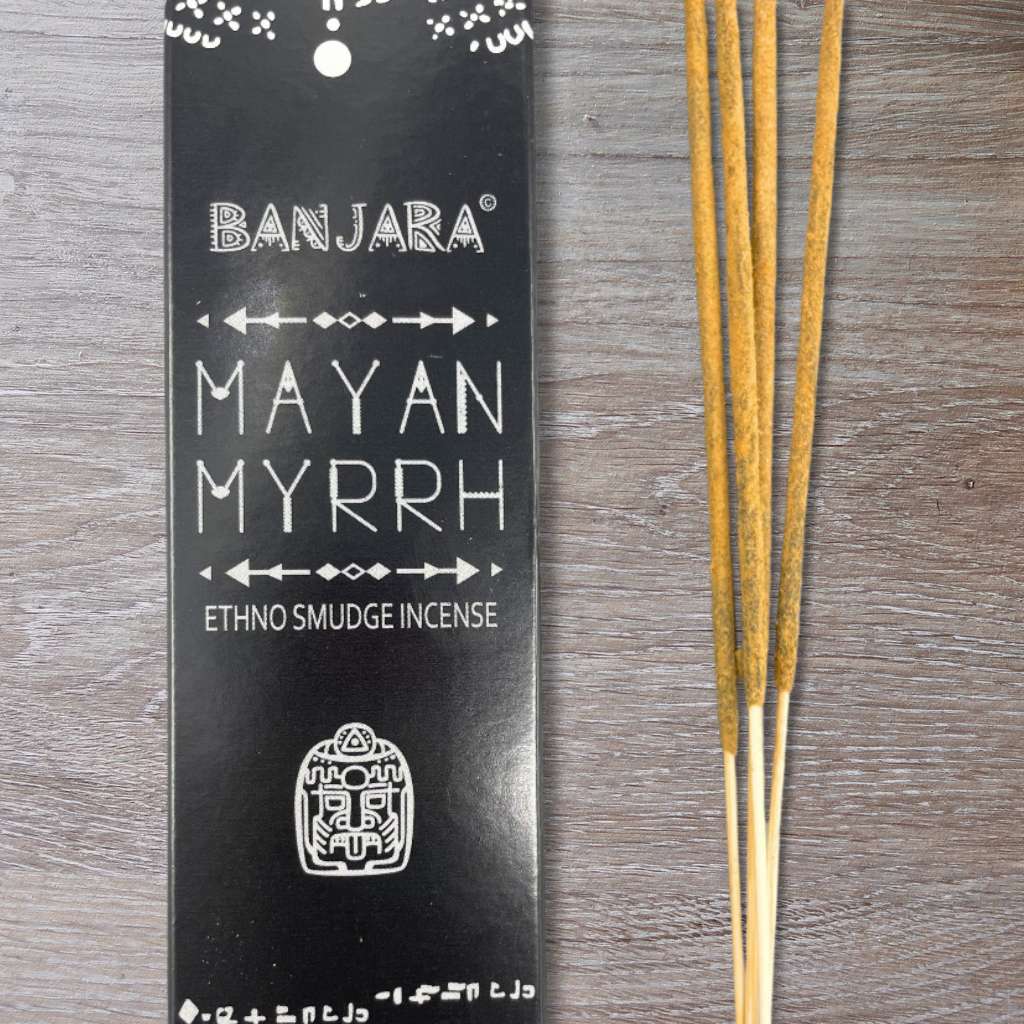 BANJARA©
MAYAN
MYRRH
ETHNO SMUDGE INCENSE